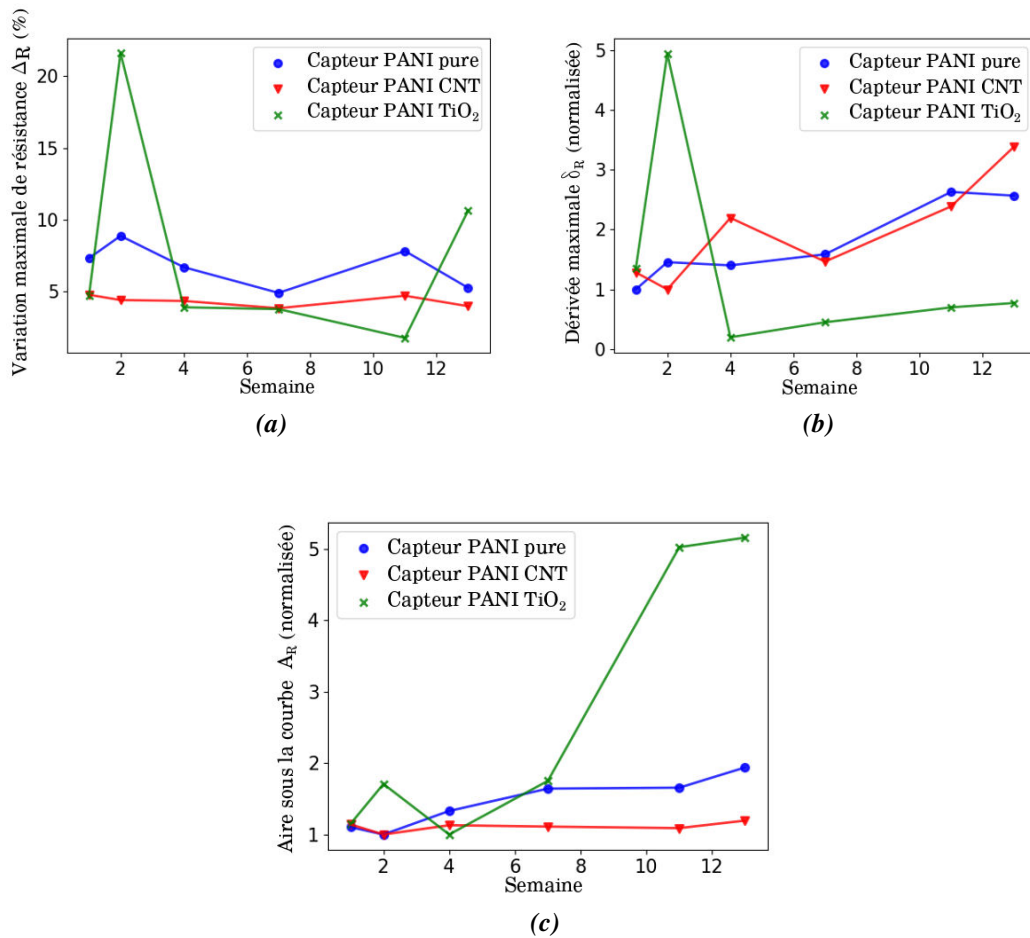 Variation maximale de résistance ΔR (%)
20
15
10
5
Capteur PANI pure
Capteur PANI CNT
Capteur PANI TiO₂
2 4 6 8 10 12
Semaine
(a)
Dérivée maximale δR (normalisée)
5
4
3
2
1
0
Capteur PANI pure
Capteur PANI CNT
Capteur PANI TiO₂
2 4 6 8 10 12
Semaine
(b)
Aire sous la courbe AR (normalisée)
5
4
3
2
1
Capteur PANI pure
Capteur PANI CNT
Capteur PANI TiO₂
2 4 6 8 10 12
Semaine
(c)